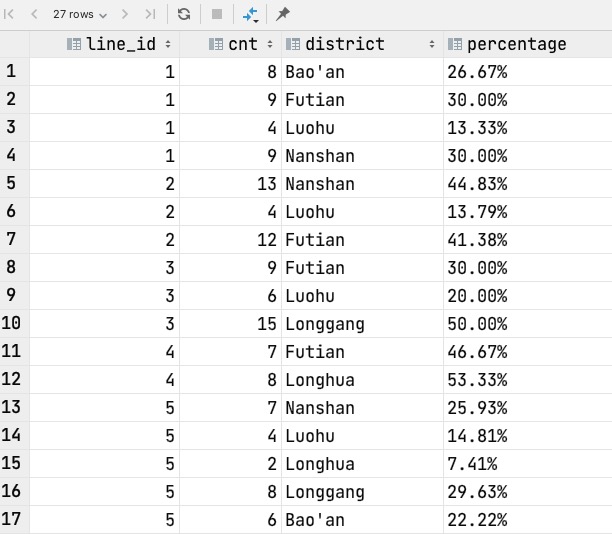 27 rows
line_id cnt district percentage
1 1 8 Bao'an 26.67%
2 1 9 Futian 30.00%
3 1 4 Luohu 13.33%
4 1 9 Nanshan 30.00%
5 2 13 Nanshan 44.83%
6 2 4 Luohu 13.79%
7 2 12 Futian 41.38%
8 3 9 Futian 30.00%
9 3 6 Luohu 20.00%
10 3 15 Longgang 50.00%
11 4 7 Futian 46.67%
12 4 8 Longhua 53.33%
13 5 7 Nanshan 25.93%
14 5 4 Luohu 14.81%
15 5 2 Longhua 7.41%
16 5 8 Longgang 29.63%
17 5 6 Bao'an 22.22%